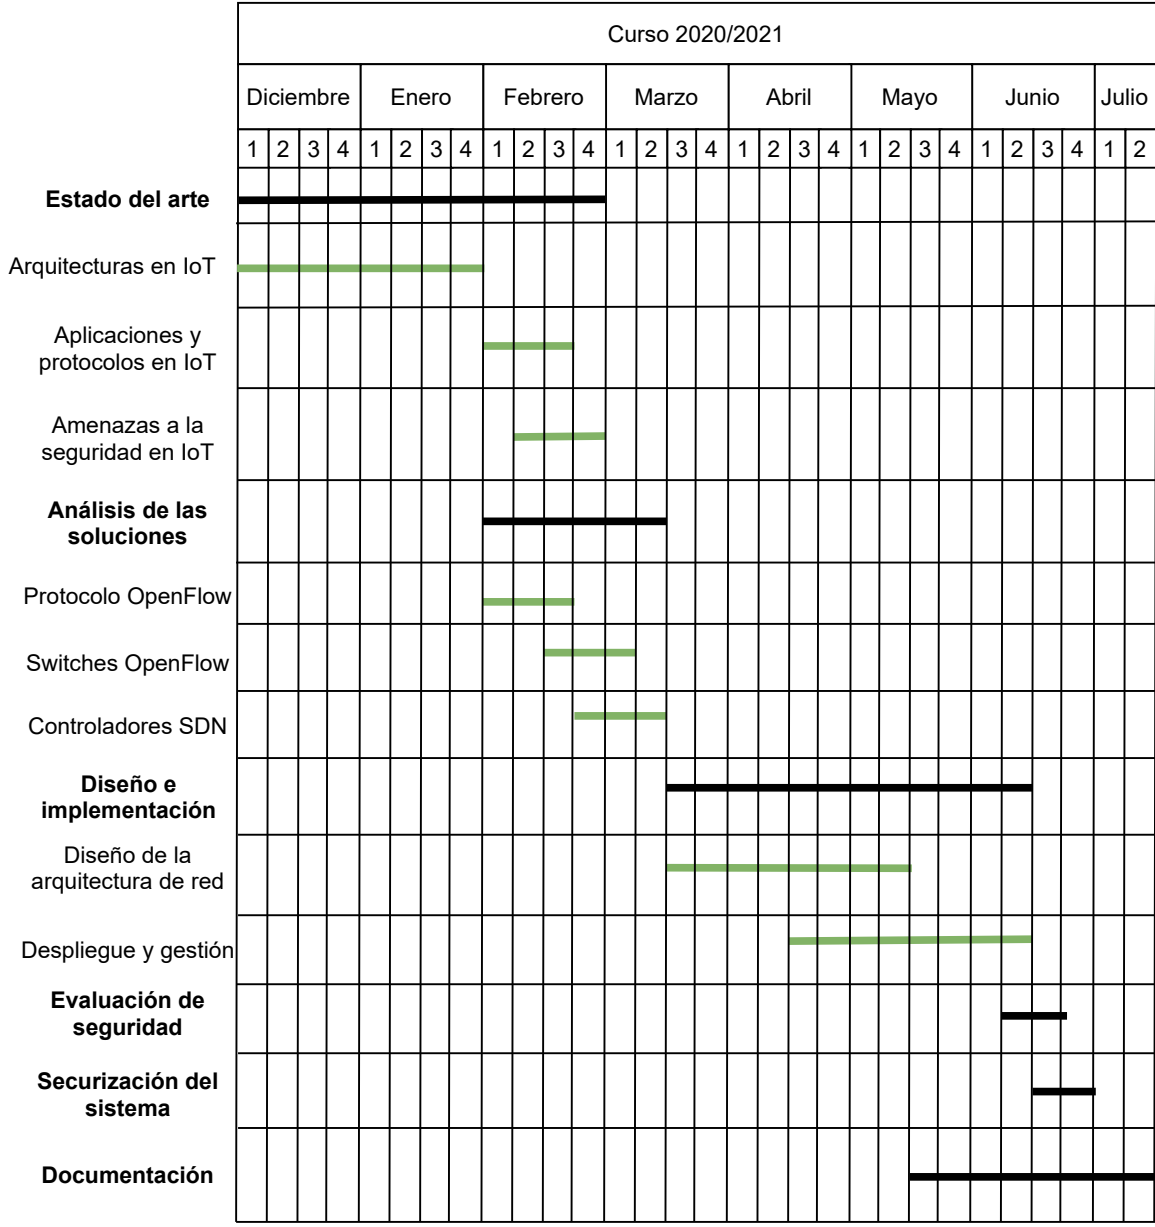 Curso 2020/2021
Diciembre Enero Febrero Marzo Abril Mayo Junio Julio
1 2 3 4 1 2 3 4 1 2 3 4 1 2 3 4 1 2 3 4 1 2 3 4 1 2 3 4 1 2
Estado del arte
Arquitecturas en IoT
Aplicaciones y
protocolos en IoT
Amenazas a la
seguridad en IoT
Análisis de las
soluciones
Protocolo OpenFlow
Switches OpenFlow
Controladores SDN
Diseño e
implementación
Diseño de la
arquitectura de red
Despliegue y gestión
Evaluación de
seguridad
Securización del
sistema
Documentación